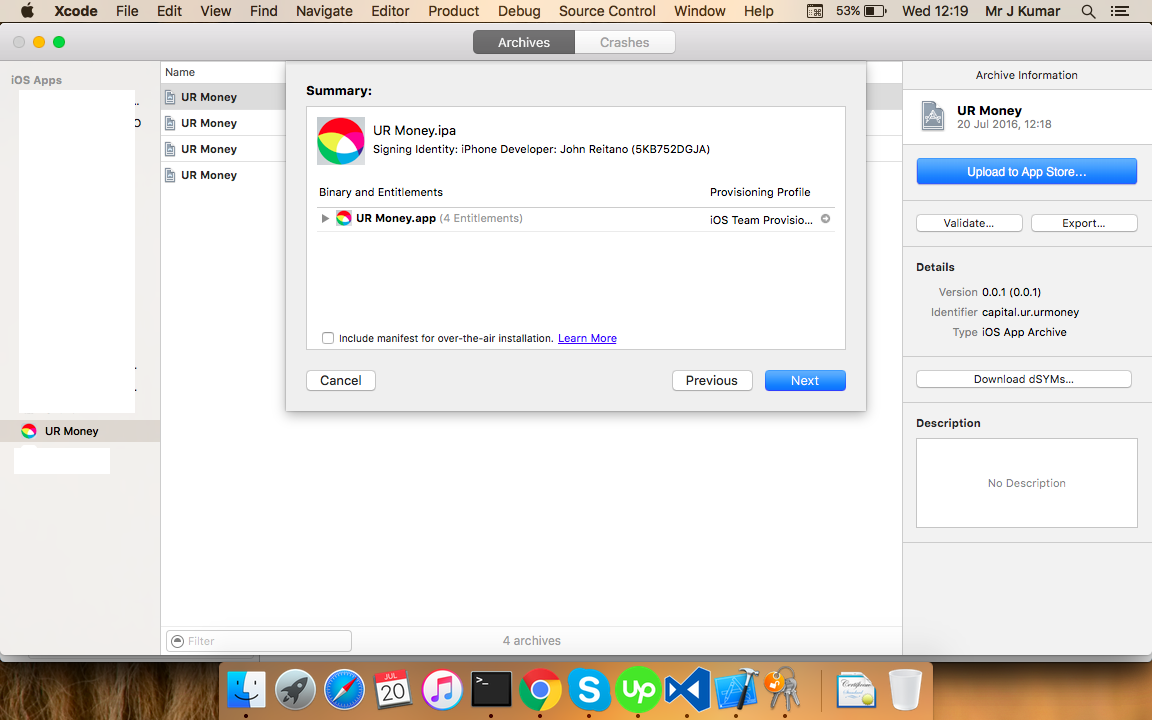 Xcode File Edit View Find Navigate Editor Product Debug Source Control Window Help 53% Wed 12:19 Mr J Kumar
Archives Crashes
iOS Apps
UR Money
Name
UR Money
UR Money
UR Money
UR Money
Summary:
UR Money.ipa
Signing Identity: iPhone Developer: John Reitano (5KB752DGJA)
Binary and Entitlements Provisioning Profile
UR Money.app (4 Entitlements) iOS Team Provisio...
Include manifest for over-the-air installation. Learn More
Cancel Previous Next
Filter
4 archives
Archive Information
UR Money
20 Jul 2016, 12:18
Upload to App Store...
Validate... Export...
Details
Version 0.0.1 (0.0.1)
Identifier capital.ur.urmoney
Type iOS App Archive
Download dSYMs...
Description
No Description
JUL
20
>_
S
Up